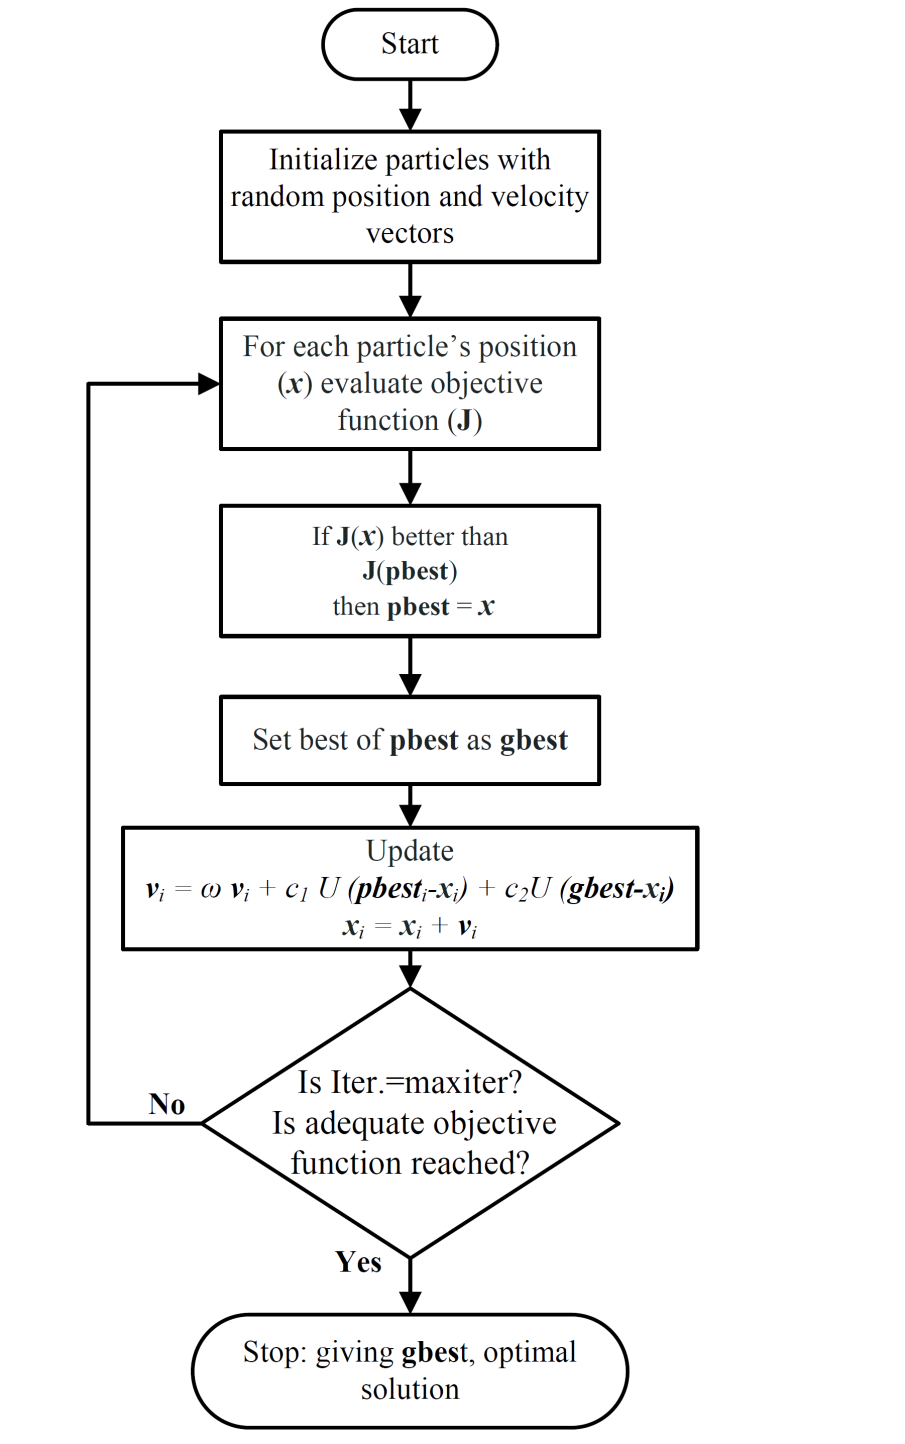 Start
Initialize particles with
random position and velocity
vectors
For each particle's position
(x) evaluate objective
function (J)
If J(x) better than
J(pbest)
then pbest = x
Set best of pbest as gbest
Update
vᵢ = ω vᵢ + c₁ U (pbestᵢ-xᵢ) + c₂U (gbest-xᵢ)
xᵢ = xᵢ + vᵢ
Is Iter.=maxiter?
Is adequate objective
function reached?
No
Yes
Stop: giving gbest, optimal
solution